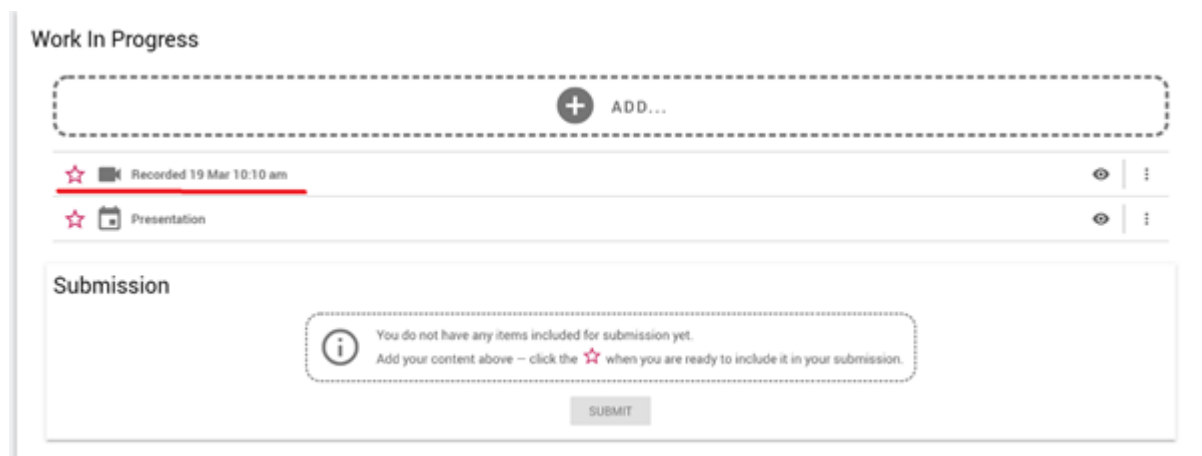 Work In Progress
ADD...
Recorded 19 Mar 10:10 am
Presentation
Submission
You do not have any items included for submission yet.
Add your content above – click the ☆ when you are ready to include it in your submission.
SUBMIT